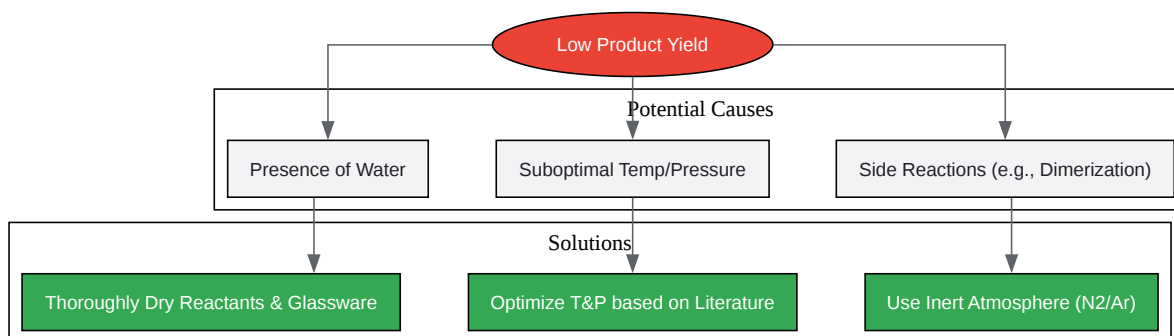 Low Product Yield
Potential Causes
Presence of Water
Suboptimal Temp/Pressure
Side Reactions (e.g., Dimerization)
Solutions
Thoroughly Dry Reactants & Glassware
Optimize T&P based on Literature
Use Inert Atmosphere (N2/Ar)